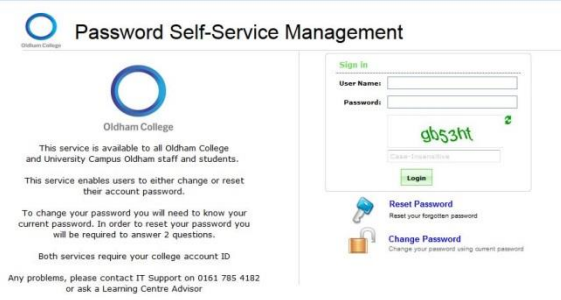 Oldham College
Password Self-Service Management
Oldham College
This service is available to all Oldham College
and University Campus Oldham staff and students.
This service enables users to either change or reset
their account password.
To change your password you will need to know your
current password. In order to reset your password you
will be required to answer 2 questions.
Both services require your college account ID
Any problems, please contact IT Support on 0161 785 4182
or ask a Learning Centre Advisor
Sign in
User Name:
Password:
gb53ht
Case-Insensitive
Login
Reset Password
Reset your forgotten password
Change Password
Change your password using current password